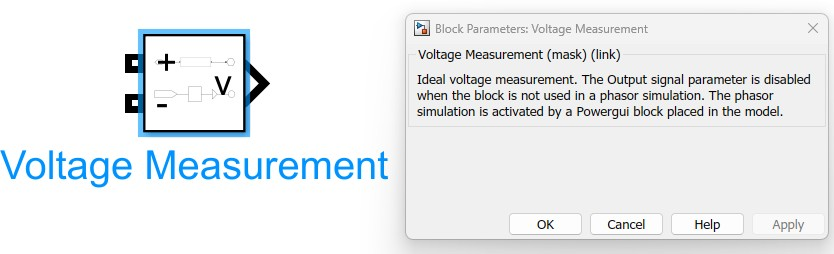 +
-
V
Voltage Measurement
Block Parameters: Voltage Measurement
Voltage Measurement (mask) (link)
Ideal voltage measurement. The Output signal parameter is disabled
when the block is not used in a phasor simulation. The phasor
simulation is activated by a Powergui block placed in the model.
OK
Cancel
Help
Apply